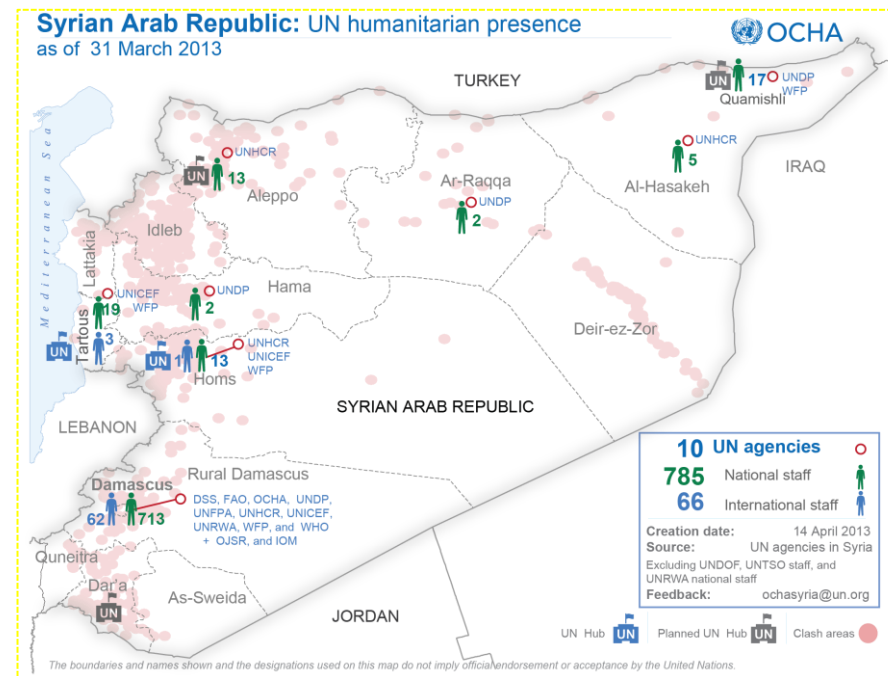 Syrian Arab Republic: UN humanitarian presence
as of 31 March 2013
OCHA
TURKEY
UN
17
UNDP
WFP
Quamishli
Mediterranean Sea
UNHCR
UN
13
Aleppo
UNHCR
5
Al-Hasakeh
IRAQ
Ar-Raqqa
UNDP
2
Idleb
Lattakia
UNICEF
WFP
19
UNDP
2
Hama
Deir-ez-Zor
Tartous
UN
3
UN
1
13
UNHCR
UNICEF
WFP
Homs
SYRIAN ARAB REPUBLIC
LEBANON
Rural Damascus
Damascus
62
713
DSS, FAO, OCHA, UNDP,
UNFPA, UNHCR, UNICEF,
UNRWA, WFP, and WHO
+ OJSR, and IOM
Quneitra
Dar'a
UN
As-Sweida
JORDAN
10 UN agencies
785 National staff
66 International staff
Creation date: 14 April 2013
Source: UN agencies in Syria
Excluding UNDOF, UNTSO staff, and
UNRWA national staff
Feedback: ochasyria@un.org
UN Hub UN Planned UN Hub UN Clash areas
The boundaries and names shown and the designations used on this map do not imply official endorsement or acceptance by the United Nations.